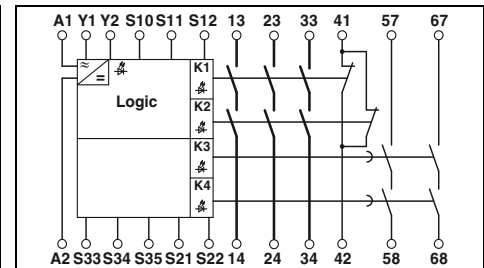 A1 Y1 Y2 S10 S11 S12 13 23 33 41 57 67
≈
=
K1
Logic
K2
K3
K4
A2 S33 S34 S35 S21 S22 14 24 34 42 58 68